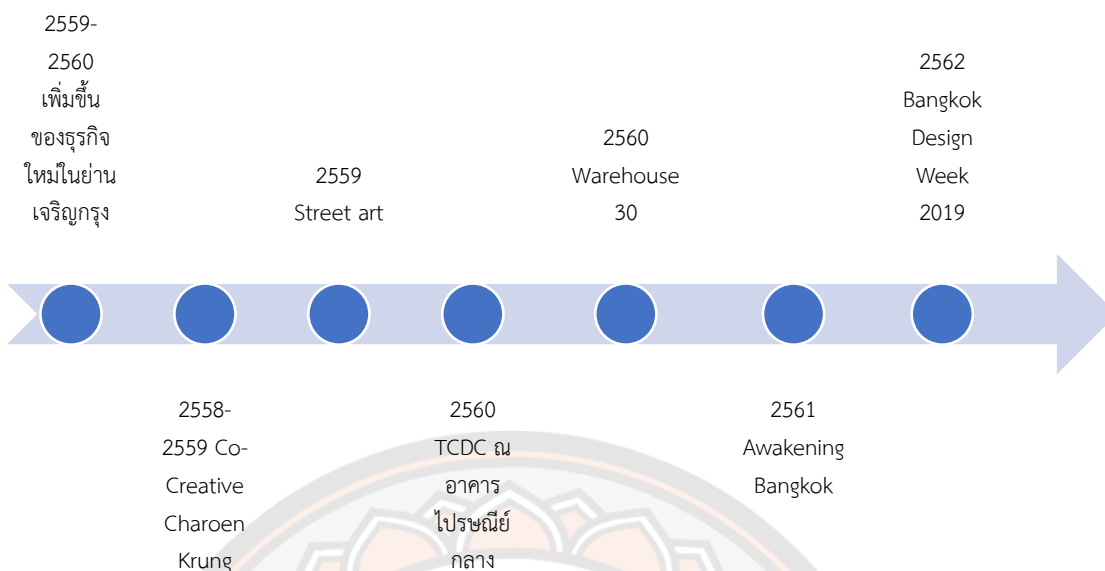 2559-
2560
เพิ่มขึ้น
ของธุรกิจ
ใหม่ในย่าน
เจริญกรุง
2558-
2559 Co-
Creative
Charoen
Krung
2559
Street art
2560
TCDC ณ
อาคาร
ไปรษณีย์
กลาง
2560
Warehouse
30
2561
Awakening
Bangkok
2562
Bangkok
Design
Week
2019